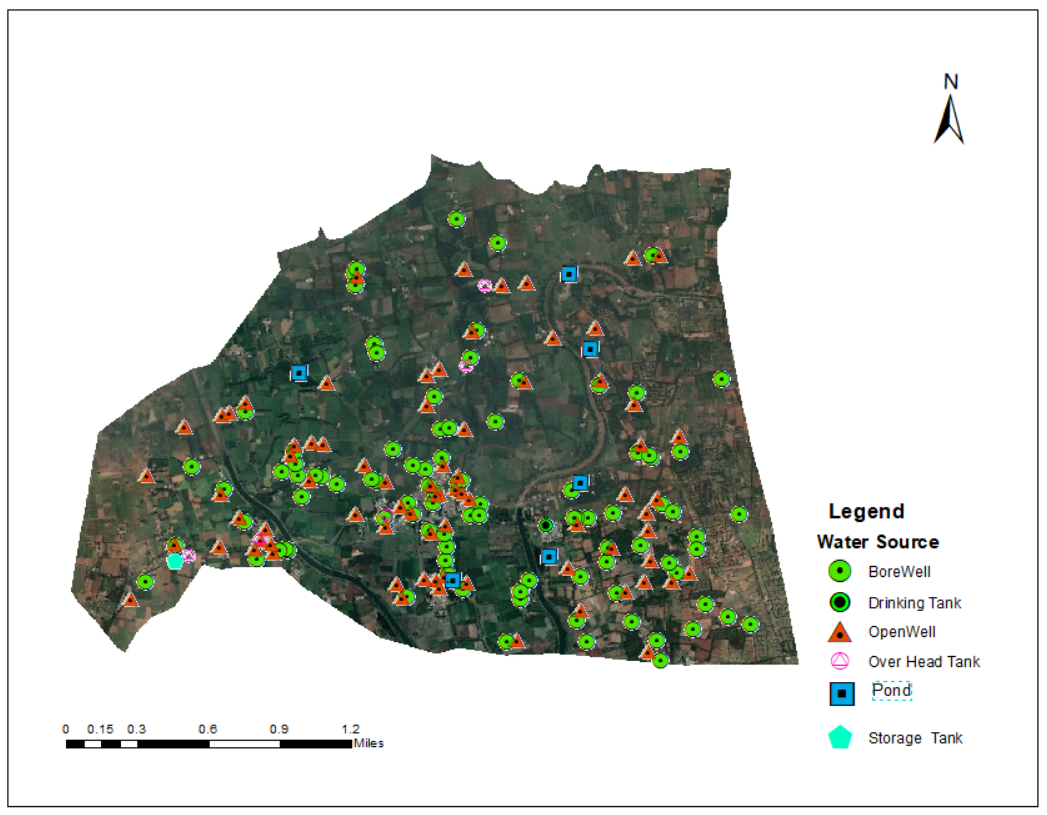 N
Legend
Water Source
BoreWell
Drinking Tank
OpenWell
Over Head Tank
Pond
Storage Tank
0 0.15 0.3 0.6 0.9 1.2
Miles